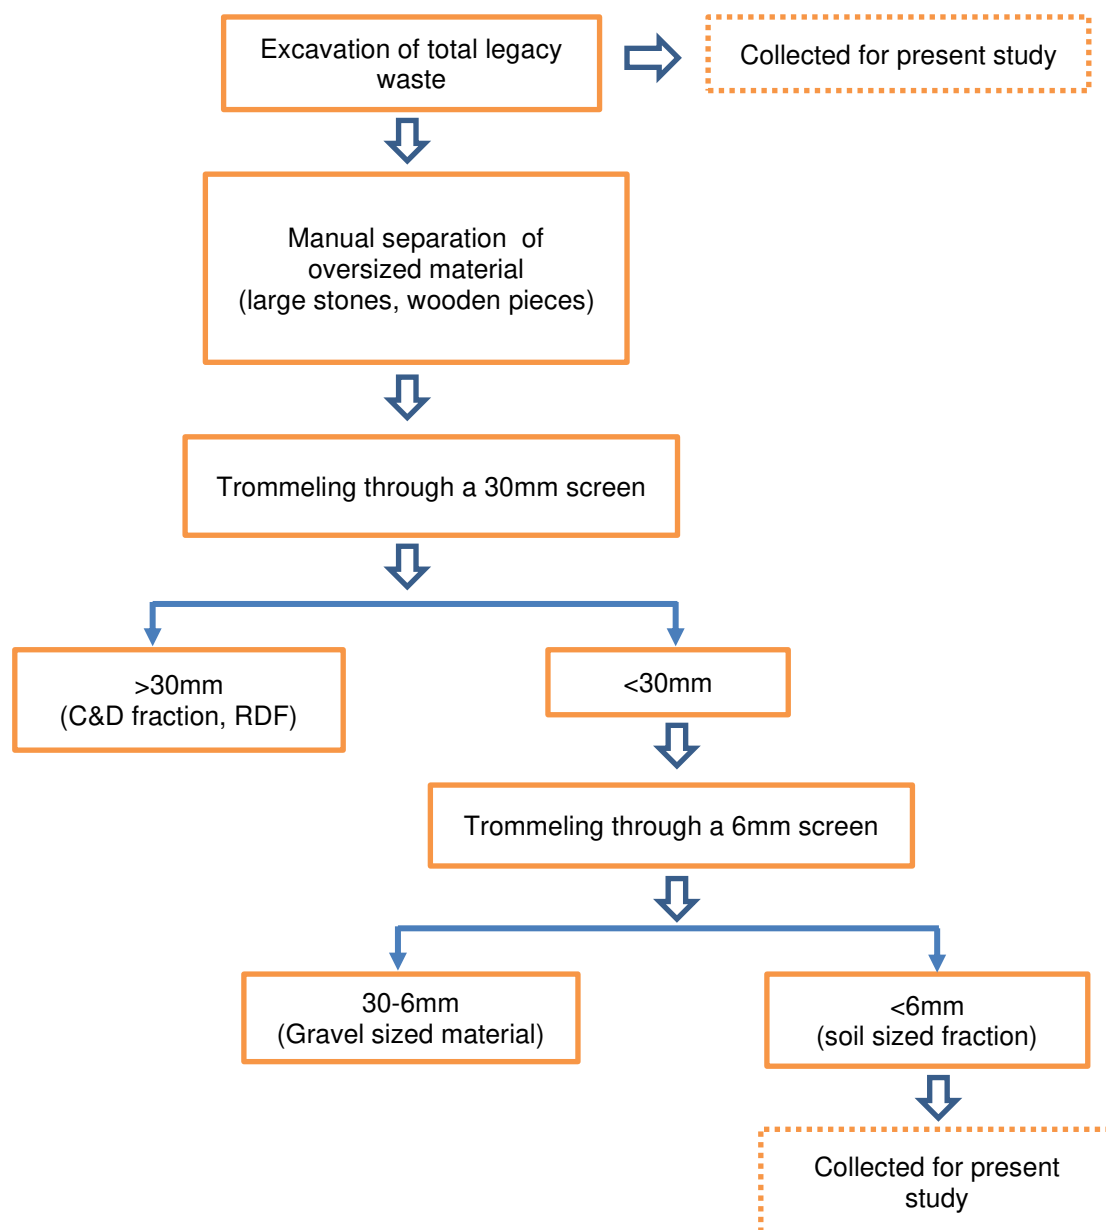 Excavation of total legacy
waste
Collected for present study
Manual separation of
oversized material
(large stones, wooden pieces)
Trommeling through a 30mm screen
>30mm
(C&D fraction, RDF)
<30mm
Trommeling through a 6mm screen
30-6mm
(Gravel sized material)
<6mm
(soil sized fraction)
Collected for present
study